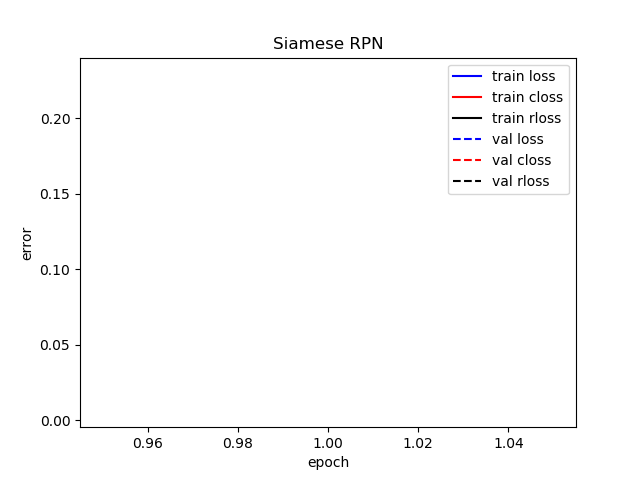 Siamese RPN
train loss
train closs
train rloss
val loss
val closs
val rloss
error
0.20
0.15
0.10
0.05
0.00
0.96 0.98 1.00 1.02 1.04
epoch